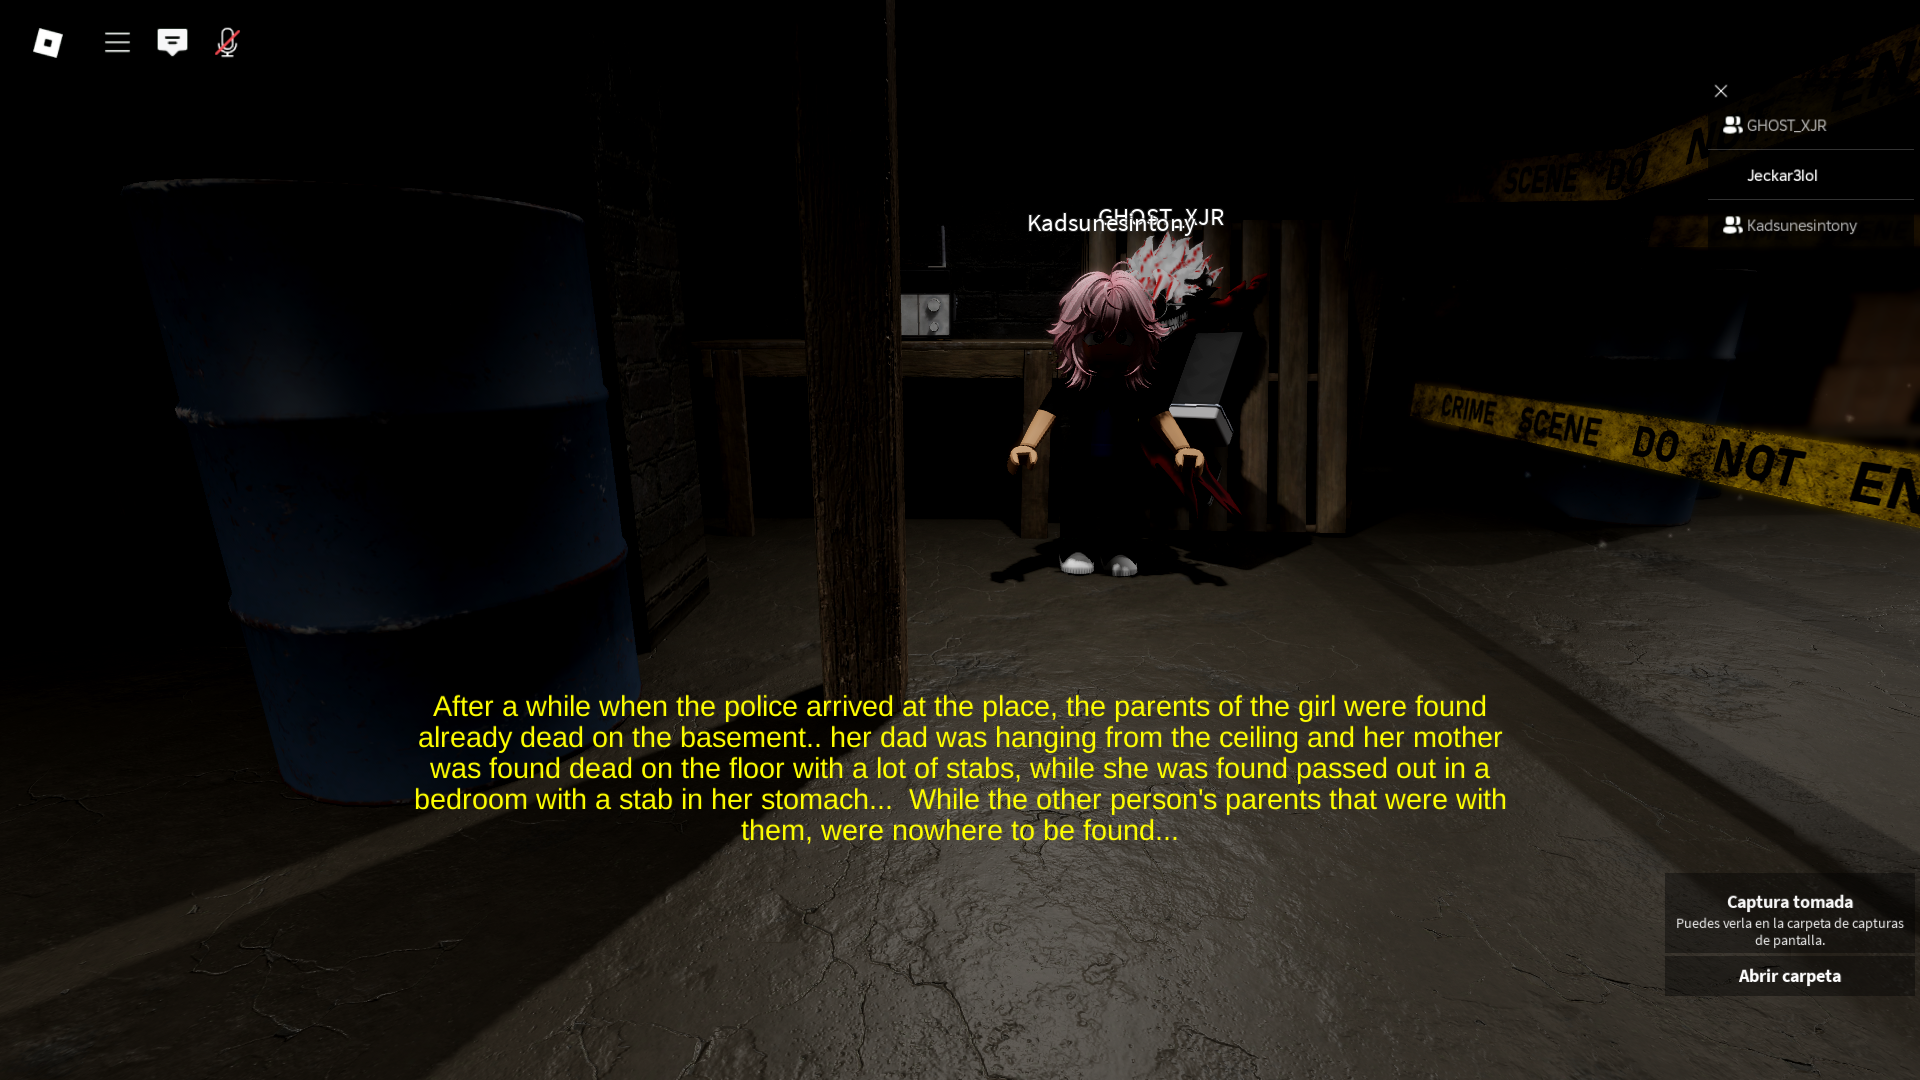 GHOST_XJR
Jeckar3lol
Kadsunesintony
GHOST_XJR
Kadsunesintony
SCENE DO N
EN
CRIME SCENE DO NOT EN
After a while when the police arrived at the place, the parents of the girl were found
already dead on the basement.. her dad was hanging from the ceiling and her mother
was found dead on the floor with a lot of stabs, while she was found passed out in a
bedroom with a stab in her stomach... While the other person's parents that were with
them, were nowhere to be found...
Captura tomada
Puedes verla en la carpeta de capturas
de pantalla.
Abrir carpeta